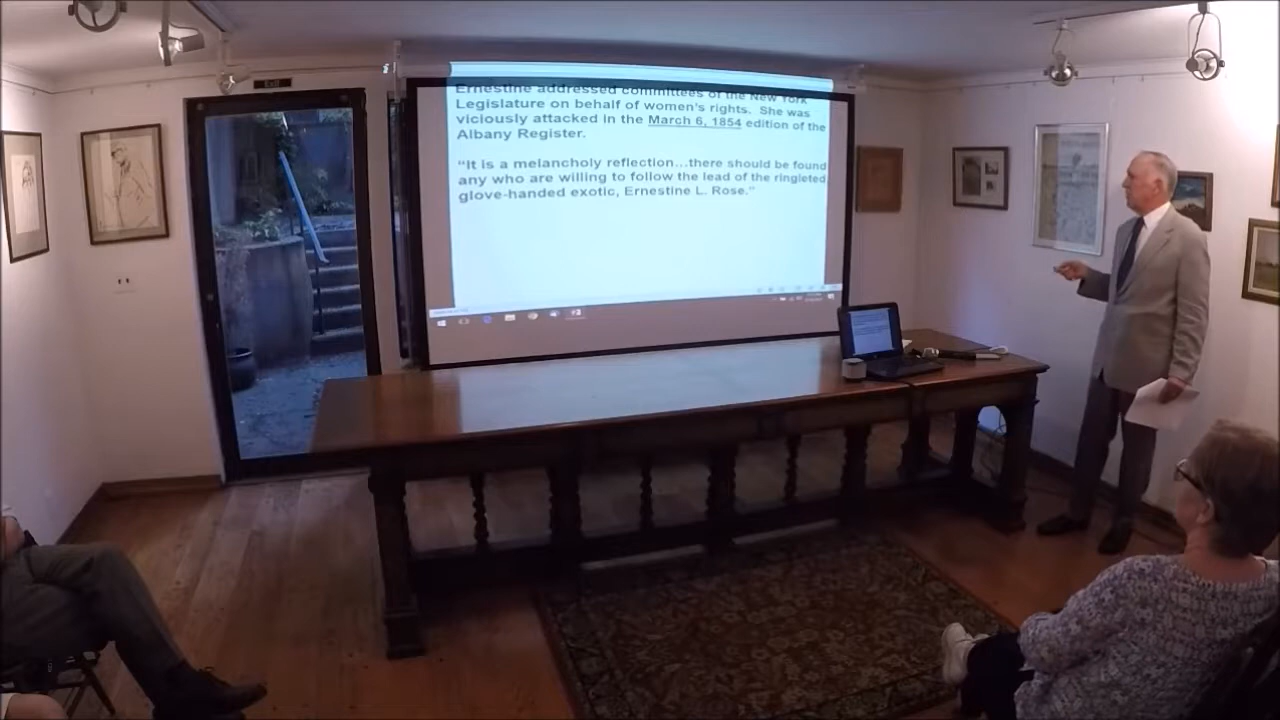 Exit
Ernestine addressed committees of the New York
Legislature on behalf of women's rights. She was
viciously attacked in the March 6, 1854 edition of the
Albany Register.
"It is a melancholy reflection...there should be found
any who are willing to follow the lead of the ringleted
glove-handed exotic, Ernestine L. Rose."